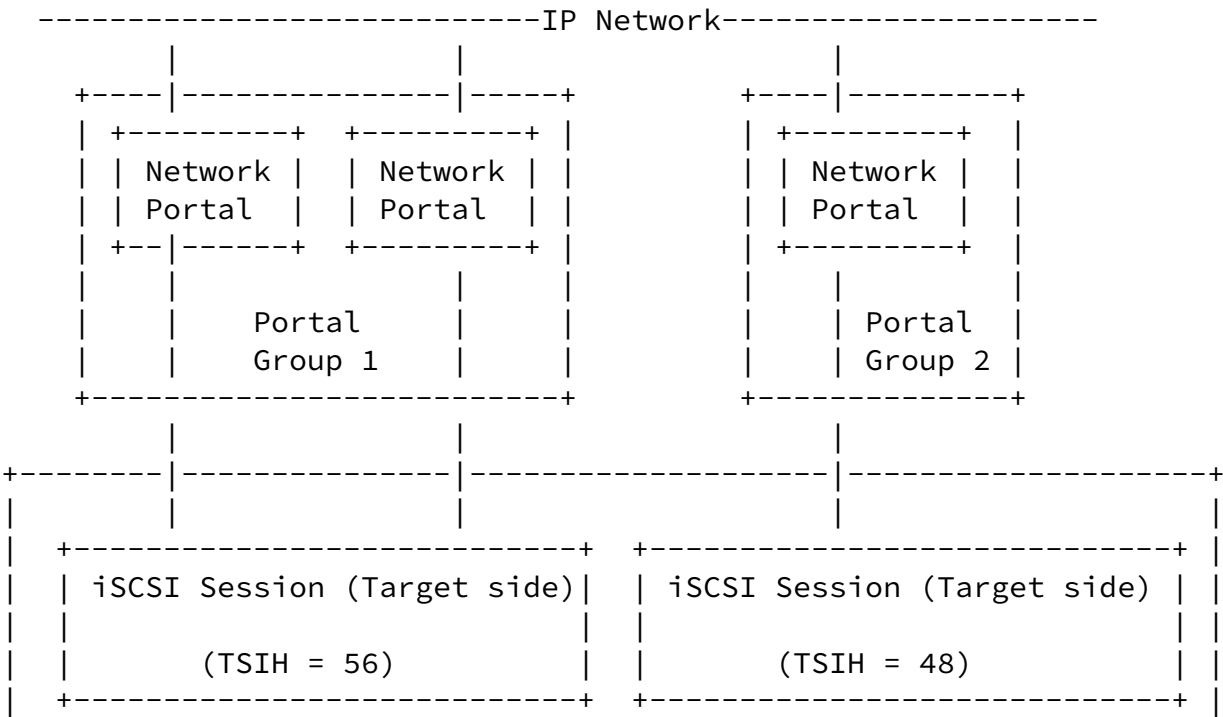 IP Network
Network Network Network
Portal Portal Portal
Portal Portal
Group 1 Group 2
iSCSI Session (Target side) iSCSI Session (Target side)
(TSIH = 56) (TSIH = 48)